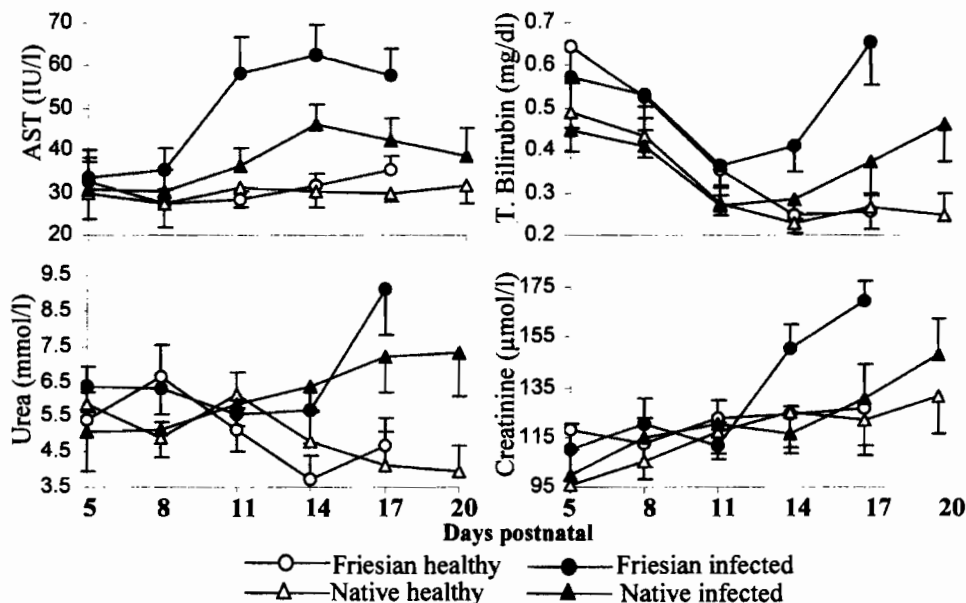 AST (IU/l)
70
60
50
40
30
20
T. Bilirubin (mg/dl)
0.7
0.6
0.5
0.4
0.3
0.2
Urea (mmol/l)
9.5
8.5
7.5
6.5
5.5
4.5
3.5
5 8 11 14 17 20
Creatinine (μmol/l)
175
155
135
115
95
5 8 11 14 17 20
Days postnatal
Friesian healthy Friesian infected
Native healthy Native infected